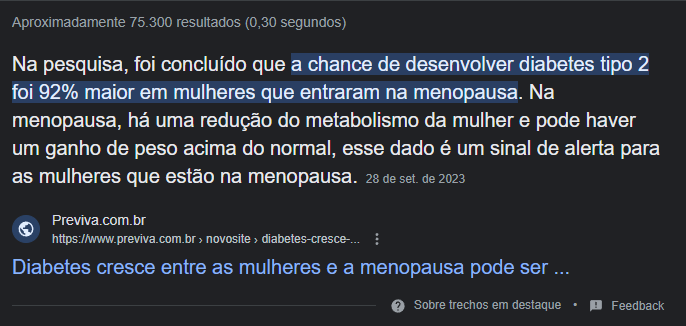 Aproximadamente 75.300 resultados (0,30 segundos)
Na pesquisa, foi concluído que a chance de desenvolver diabetes tipo 2
foi 92% maior em mulheres que entraram na menopausa. Na
menopausa, há uma redução do metabolismo da mulher e pode haver
um ganho de peso acima do normal, esse dado é um sinal de alerta para
as mulheres que estão na menopausa. 28 de set. de 2023
Previva.com.br
https://www.previva.com.br › novosite › diabetes-cresce-...
Diabetes cresce entre as mulheres e a menopausa pode ser ...
Sobre trechos em destaque • Feedback